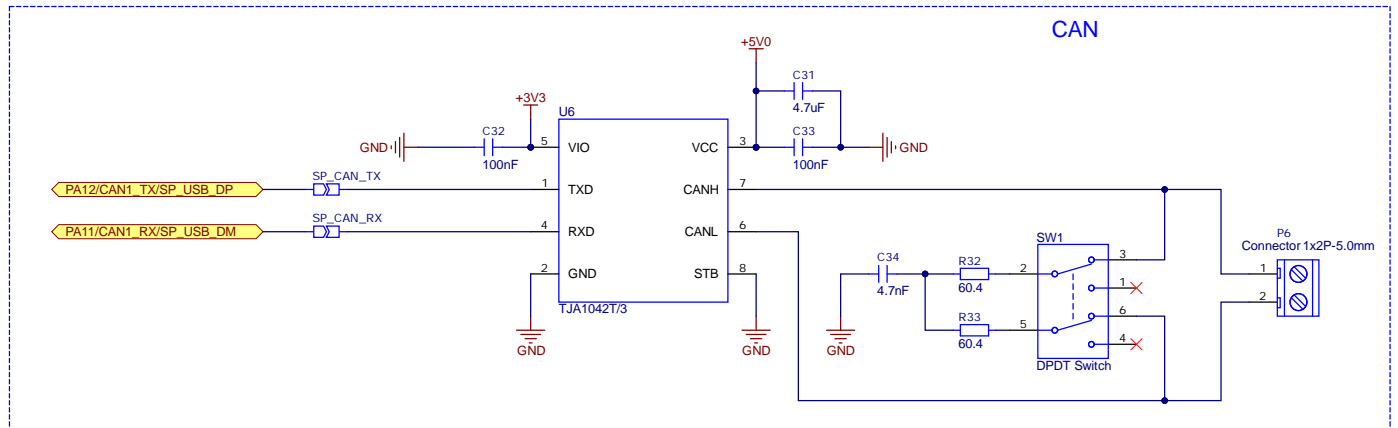 CAN
+5V0
C31
4.7uF
+3V3
U6
C32
C33
GND
5
VIO
VCC
3
GND
100nF
100nF
SP_CAN_TX
PA12/CAN1_TX/SP_USB_DP
1
TXD
CANH
7
SP_CAN_RX
PA11/CAN1_RX/SP_USB_DM
4
RXD
CANL
6
P6
Connector 1x2P-5.0mm
SW1
C34
R32
3
2
GND
STB
8
2
1
4.7nF
60.4
1
2
TJA1042T/3
R33
6
5
GND
GND
GND
60.4
4
DPDT Switch